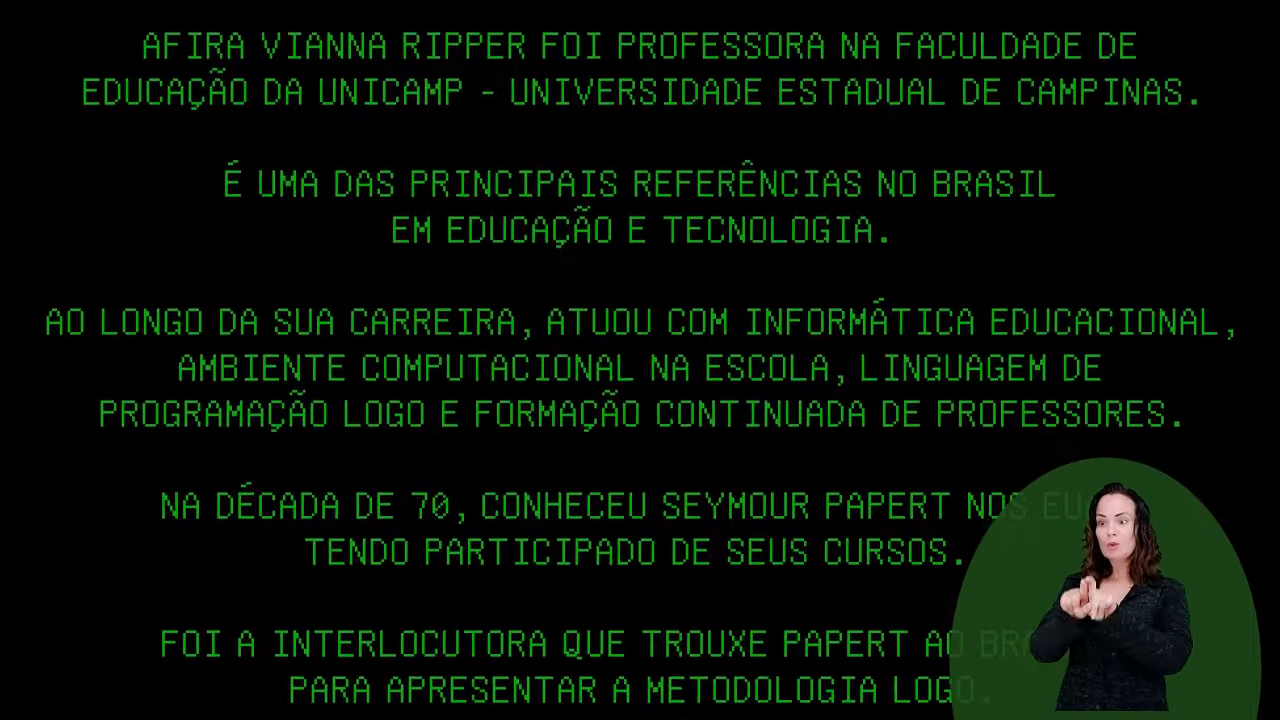 AFIRA VIANNA RIPPER FOI PROFESSORA NA FACULDADE DE
EDUCAÇÃO DA UNICAMP - UNIVERSIDADE ESTADUAL DE CAMPINAS.
É UMA DAS PRINCIPAIS REFERÊNCIAS NO BRASIL
EM EDUCAÇÃO E TECNOLOGIA.
AO LONGO DA SUA CARREIRA, ATUOU COM INFORMÁTICA EDUCACIONAL,
AMBIENTE COMPUTACIONAL NA ESCOLA, LINGUAGEM DE
PROGRAMAÇÃO LOGO E FORMAÇÃO CONTINUADA DE PROFESSORES.
NA DÉCADA DE 70, CONHECEU SEYMOUR PAPERT NOS
TENDO PARTICIPADO DE SEUS CURSOS.
FOI A INTERLOCUTORA QUE TROUXE PAPERT AO
PARA APRESENTAR A METODOLOGIA LOGO.